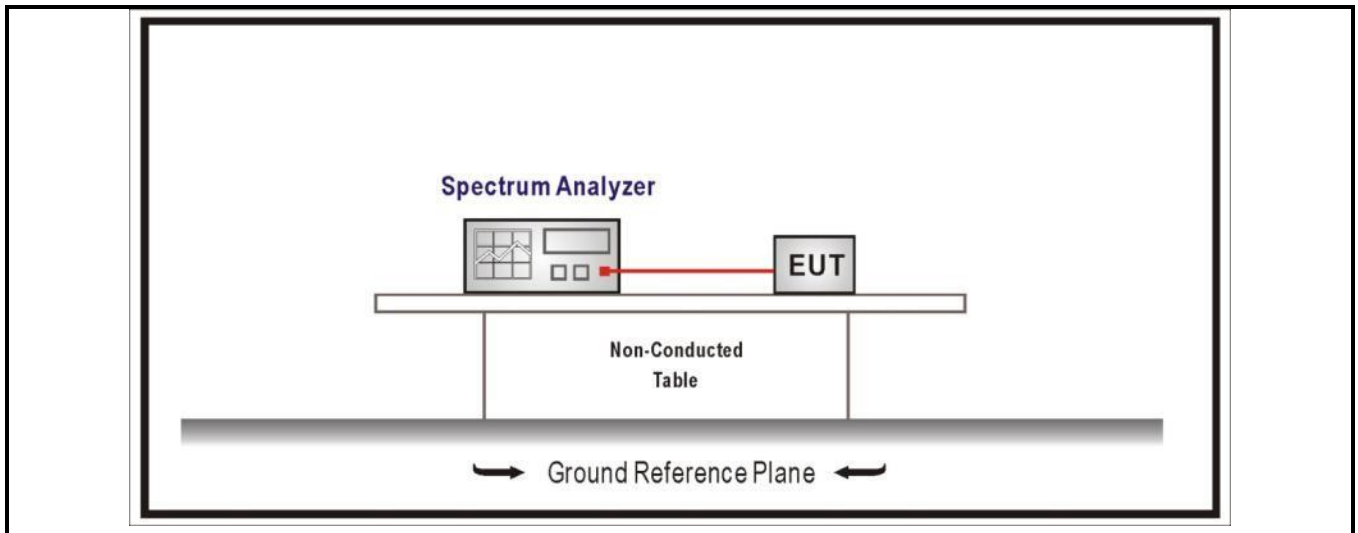 Spectrum Analyzer
EUT
Non-Conducted
Table
Ground Reference Plane